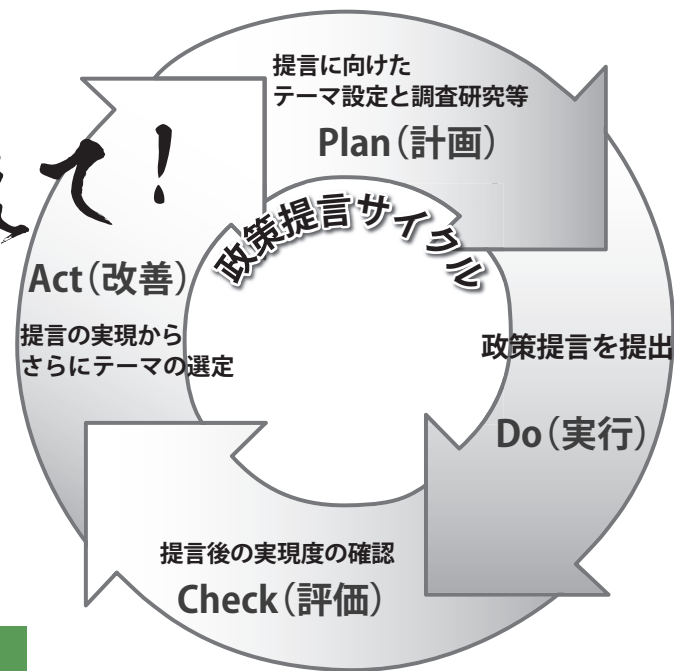 提言に向けた
テーマ設定と調査研究等
Plan（計画）
て！
政策提言サイクル
Act（改善）
提言の実現から
さらにテーマの選定
政策提言を提出
Do（実行）
提言後の実現度の確認
Check（評価）